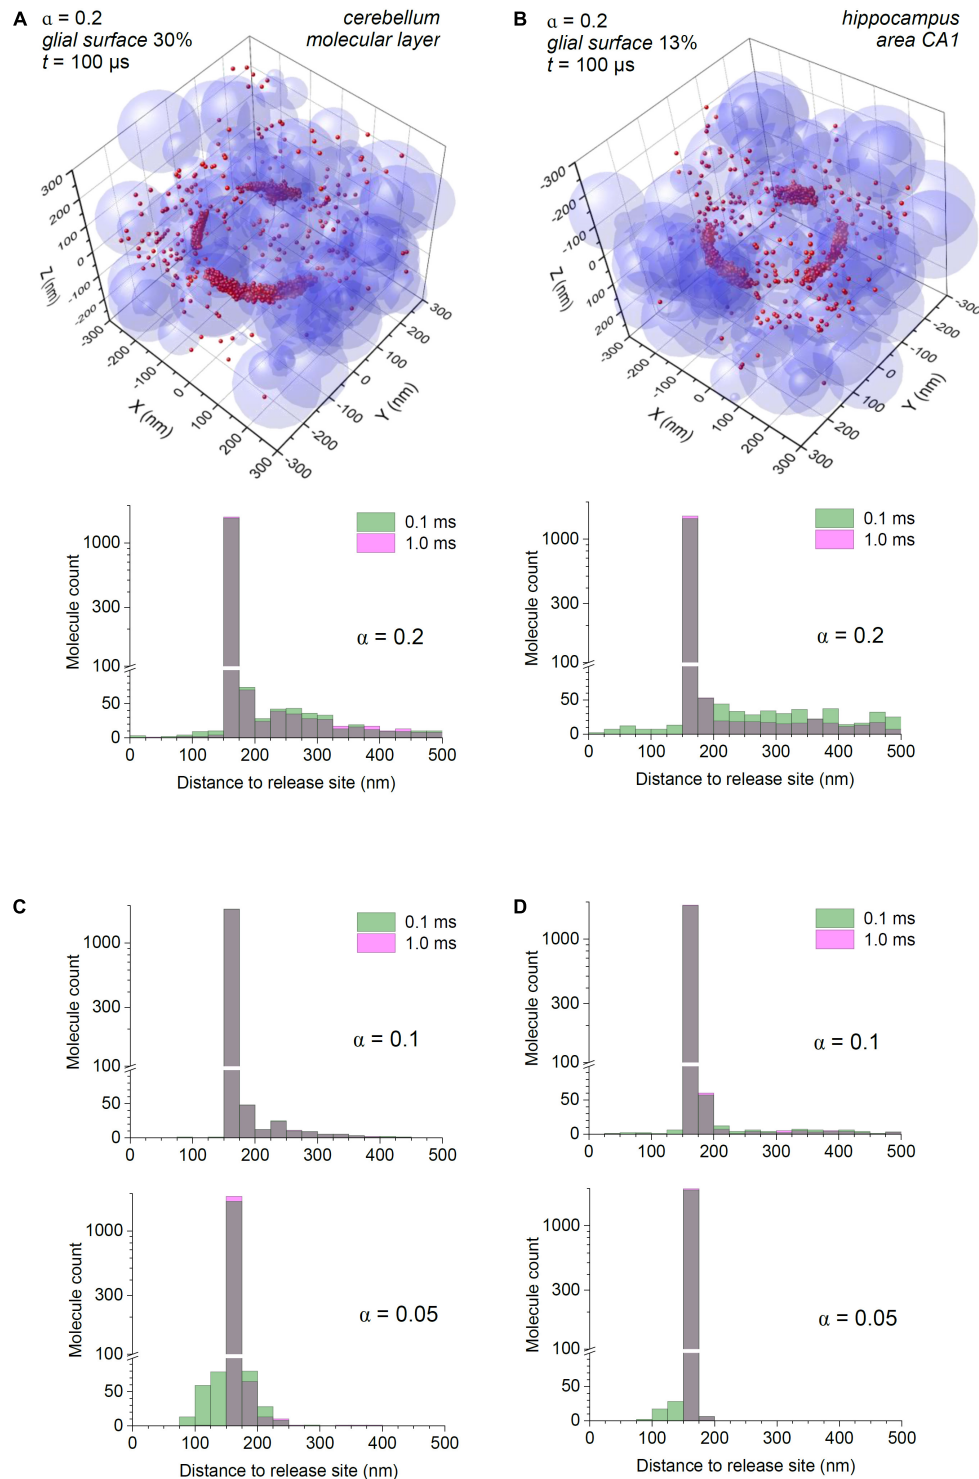 A
α = 0.2
glial surface 30%
t = 100 µs
cerebellum
molecular layer
300
200
100
0
-100
-200
-300
Z(nm)
-300
-200
-100
0
100
200
300
X (nm)
-300
-200
-100
0
100
200
300
Y (nm)
B
α = 0.2
glial surface 13%
t = 100 µs
hippocampus
area CA1
-300
-200
-100
0
100
200
300
Z(nm)
-300
-200
-100
0
100
200
300
X (nm)
300
200
100
0
-100
-200
-300
Y (nm)
0.1 ms
1.0 ms
α = 0.2
Molecule count
1000
300
100
50
0
0 100 200 300 400 500
Distance to release site (nm)
0.1 ms
1.0 ms
α = 0.2
Molecule count
1000
300
100
50
0
0 100 200 300 400 500
Distance to release site (nm)
C
0.1 ms
1.0 ms
α = 0.1
Molecule count
1000
300
100
50
0
0 100 200 300 400 500
D
0.1 ms
1.0 ms
α = 0.1
Molecule count
1000
300
100
50
0
0 100 200 300 400 500
α = 0.05
Molecule count
1000
300
100
50
0
0 100 200 300 400 500
Distance to release site (nm)
α = 0.05
Molecule count
1000
300
100
50
0
0 100 200 300 400 500
Distance to release site (nm)